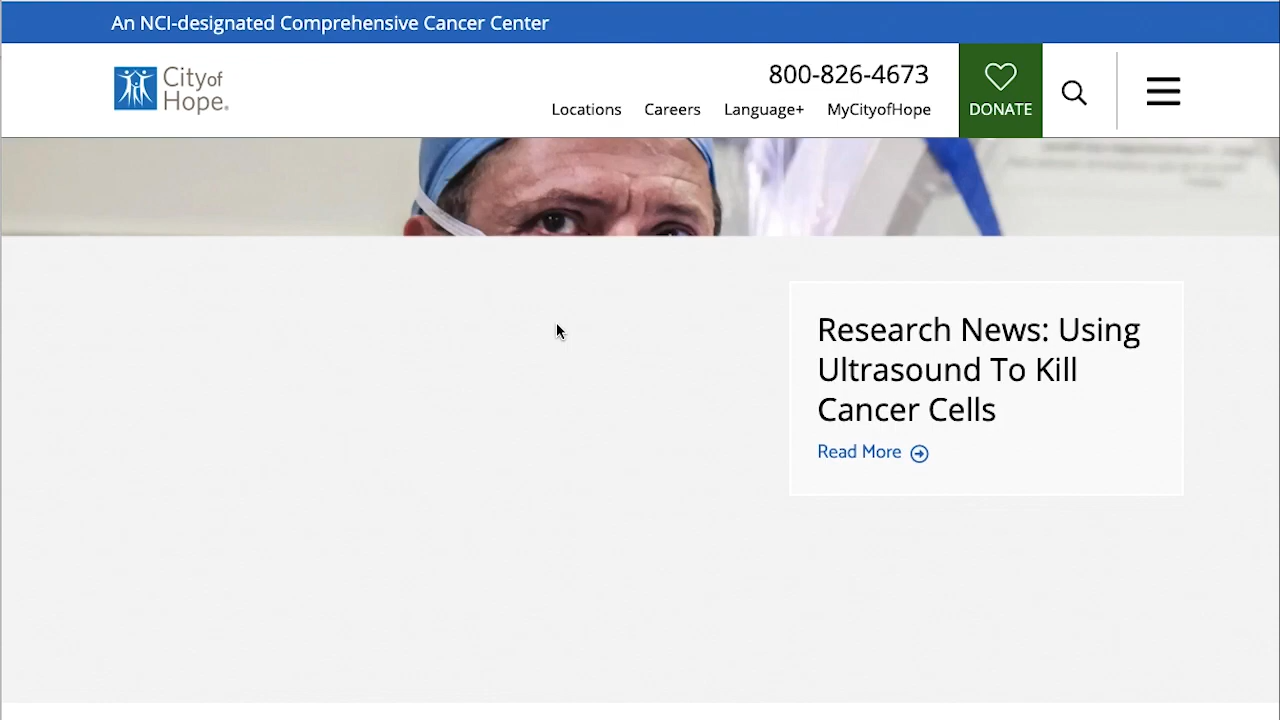 An NCI-designated Comprehensive Cancer Center
City of
Hope®
800-826-4673
Locations Careers Language+ MyCityofHope
DONATE
Research News: Using
Ultrasound To Kill
Cancer Cells
Read More